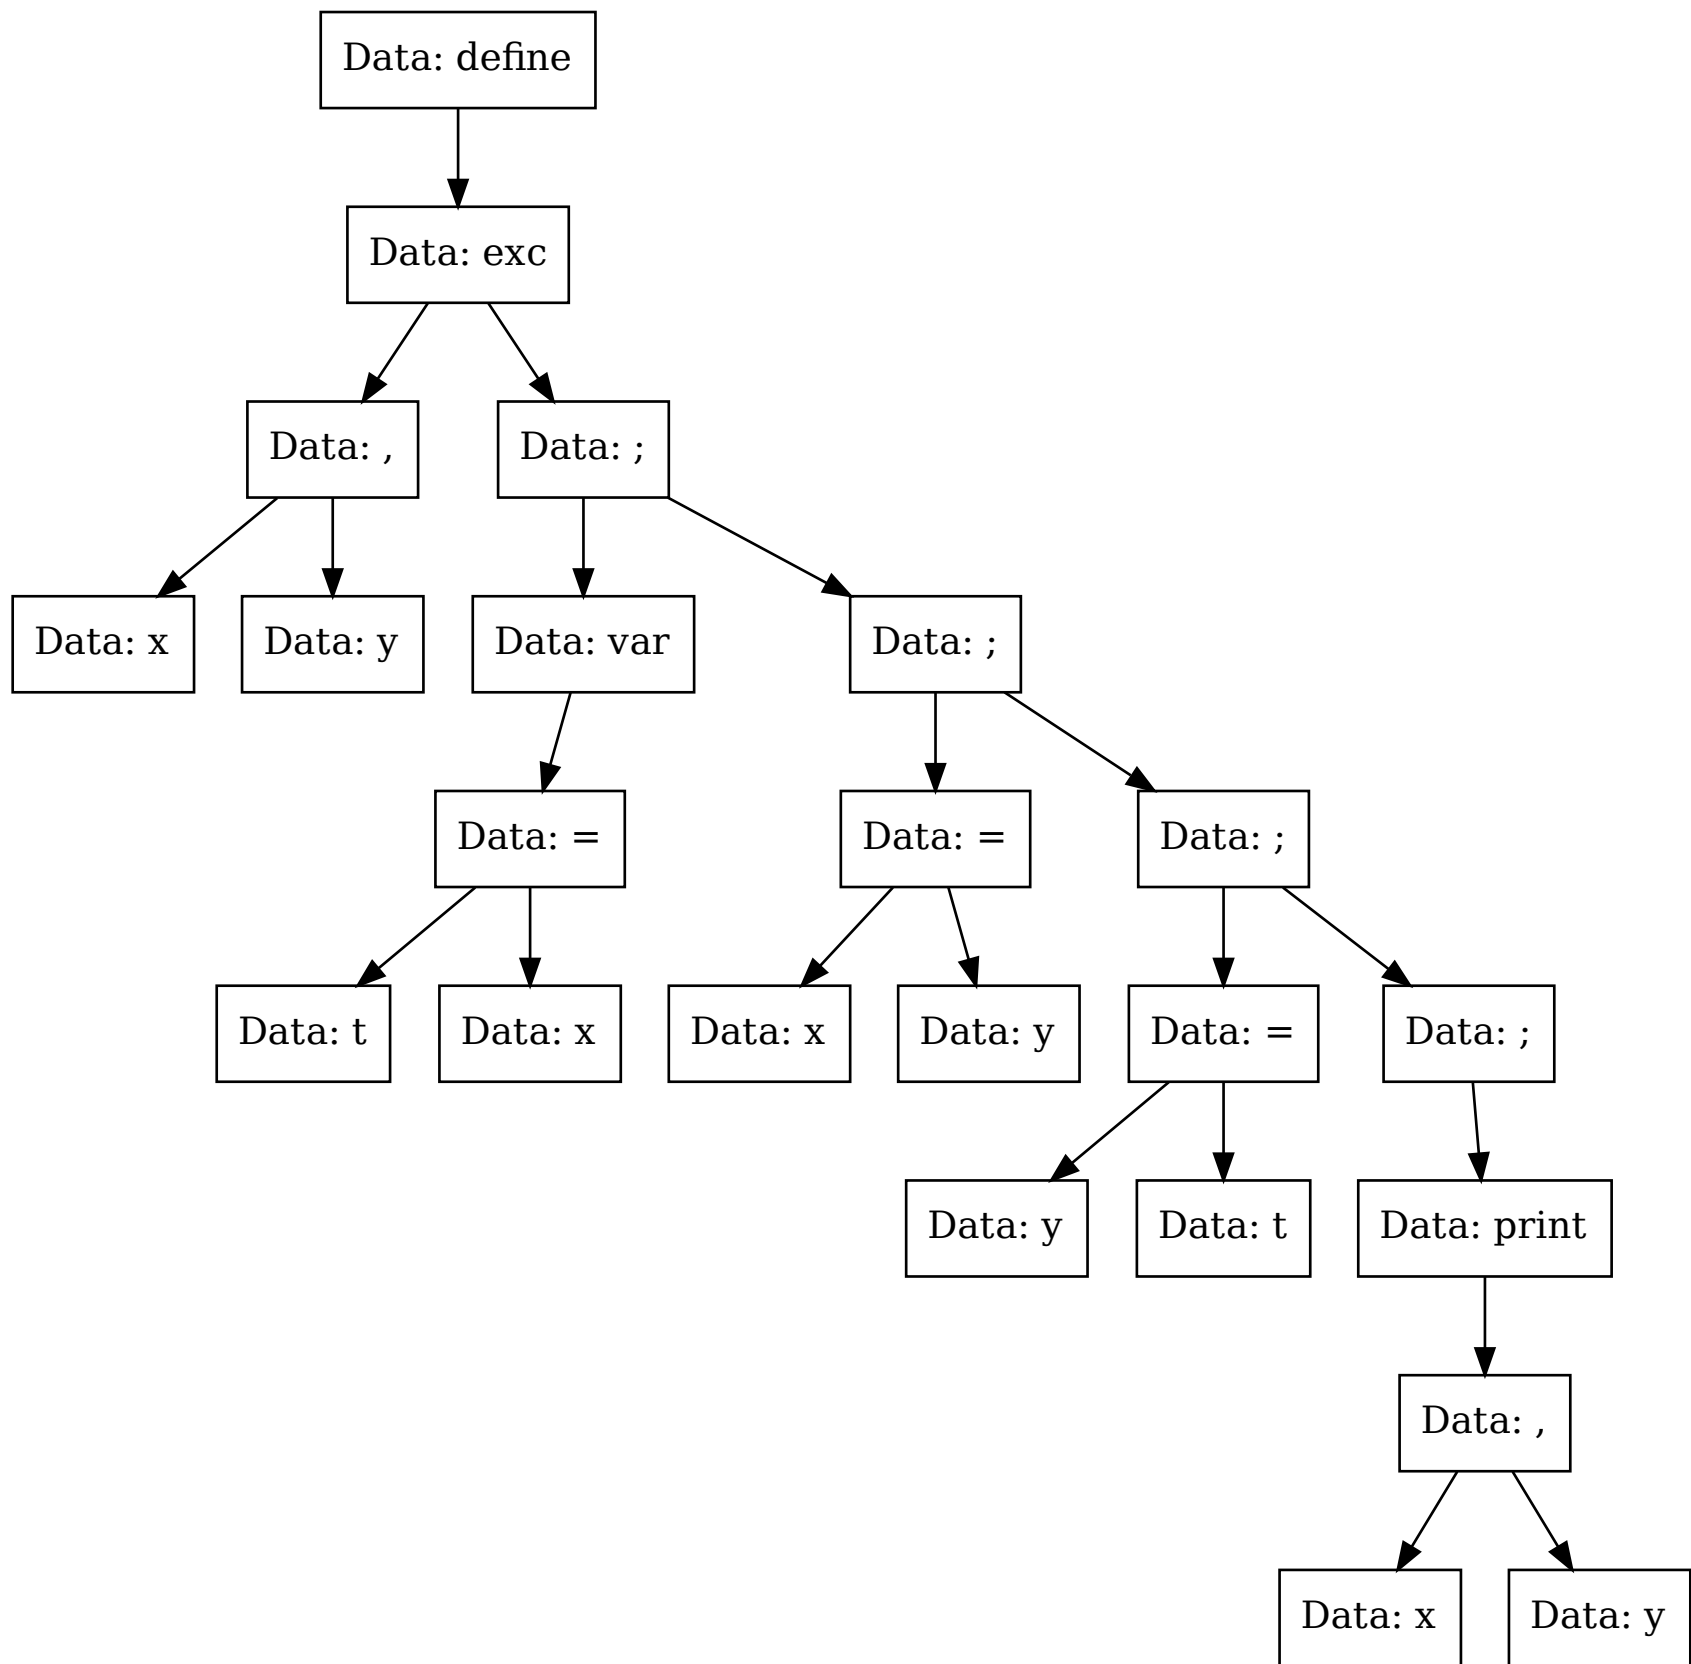 Data: define
Data: exc
Data: ,
Data: ;
Data: x
Data: y
Data: var
Data: ;
Data: =
Data: =
Data: ;
Data: t
Data: x
Data: x
Data: y
Data: =
Data: ;
Data: y
Data: t
Data: print
Data: ,
Data: x
Data: y